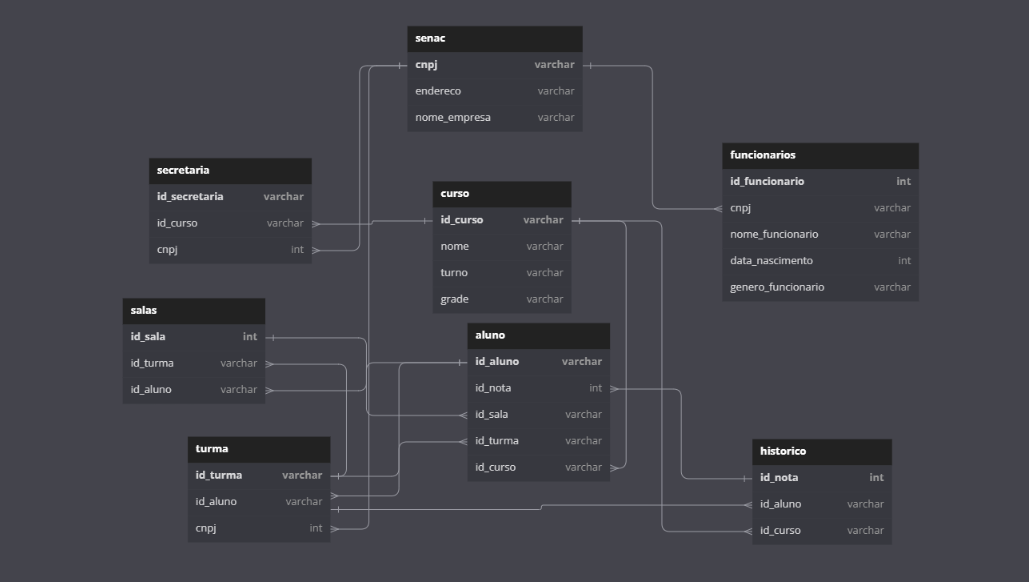 senac
cnpj varchar
endereco varchar
nome_empresa varchar
secretaria
id_secretaria varchar
id_curso varchar
cnpj int
curso
id_curso varchar
nome varchar
turno varchar
grade varchar
funcionarios
id_funcionario int
cnpj varchar
nome_funcionario varchar
data_nascimento int
genero_funcionario varchar
salas
id_sala int
id_turma varchar
id_aluno varchar
aluno
id_aluno varchar
id_nota int
id_sala varchar
id_turma varchar
id_curso varchar
turma
id_turma varchar
id_aluno varchar
cnpj int
historico
id_nota int
id_aluno varchar
id_curso varchar